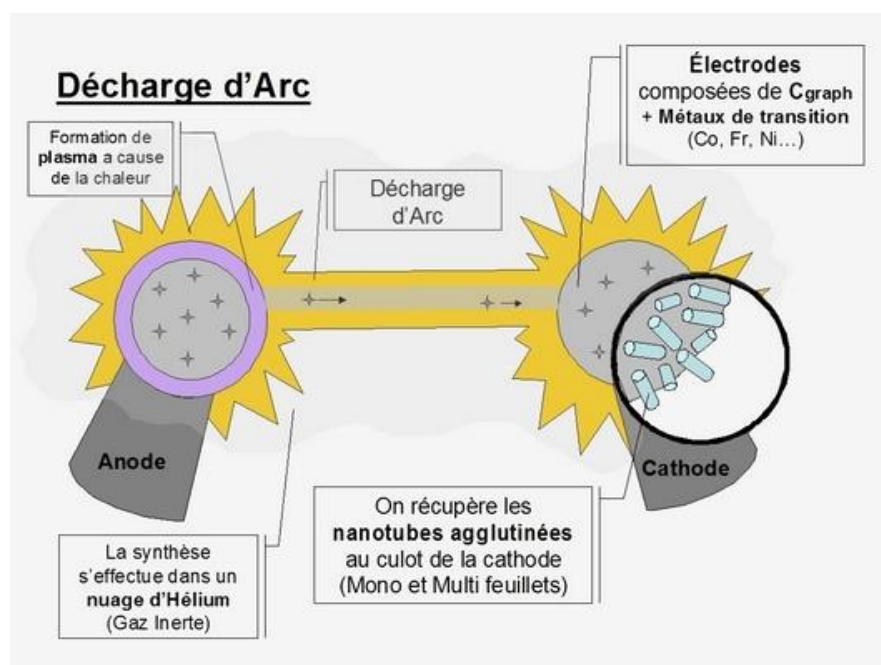 Décharge d'Arc
Formation de
plasma a cause
de la chaleur
Décharge
d'Arc
Électrodes
composées de Cgraph
+ Métaux de transition
(Co, Fr, Ni...)
Anode
Cathode
La synthèse
s'effectue dans un
nuage d'Hélium
(Gaz Inerte)
On récupère les
nanotubes agglutinées
au culot de la cathode
(Mono et Multi feuillets)